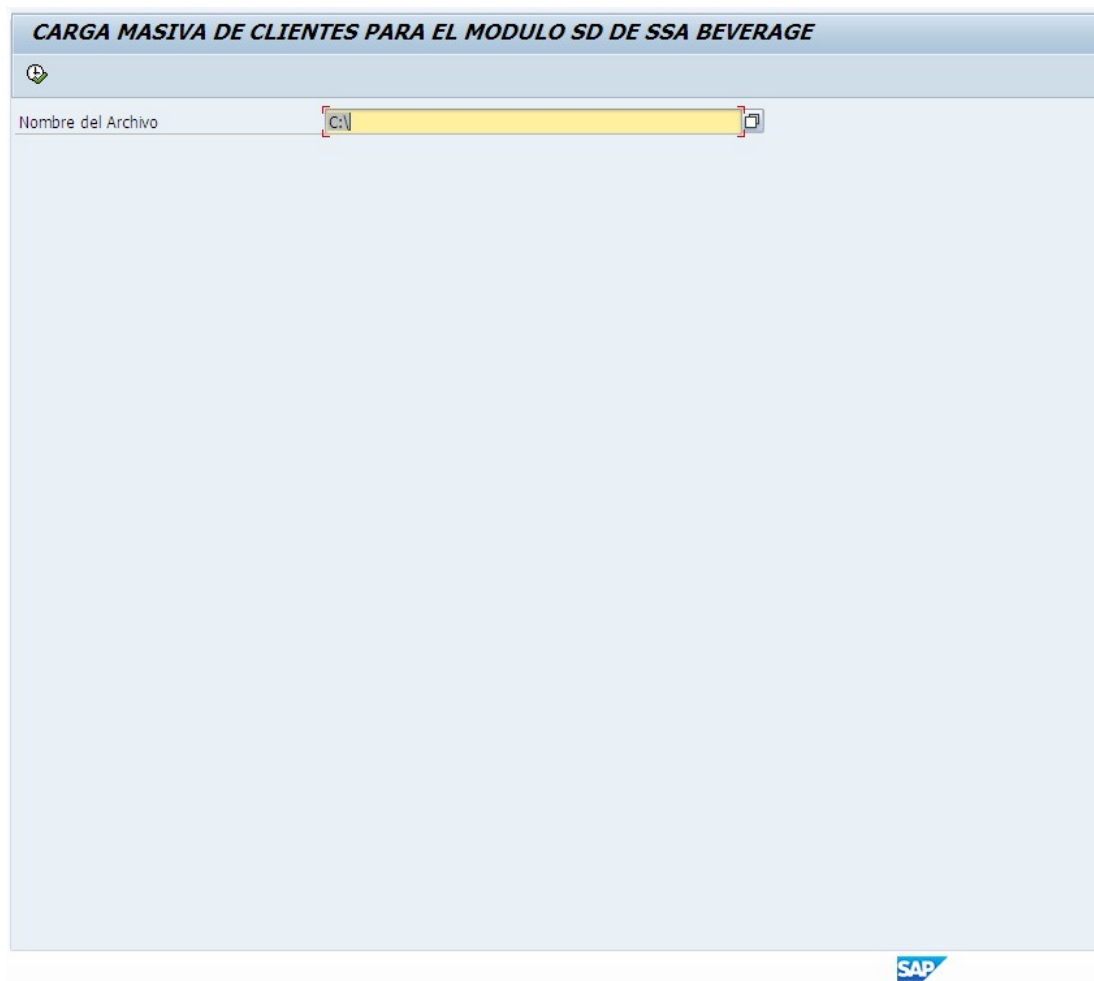 CARGA MASIVA DE CLIENTES PARA EL MODULO SD DE SSA BEVERAGE
Nombre del Archivo C:\
SAP